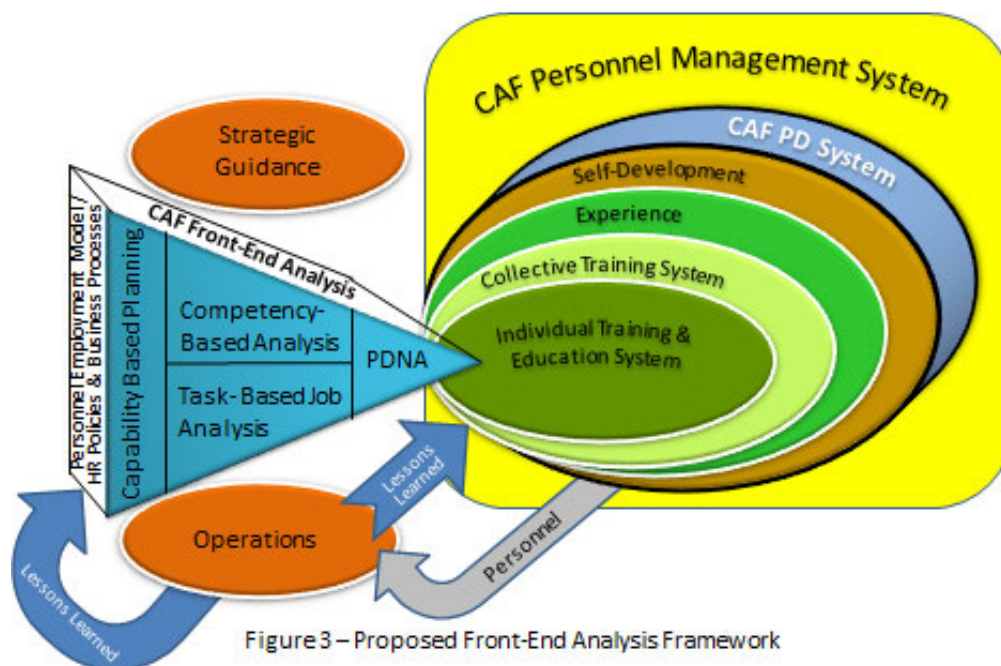 CAF Personnel Management System
CAF PD System
Strategic
Guidance
Self-Development
Experience
CAF Front-End Analysis
Collective Training System
Personnel Employment Model /
HR Policies & Business Processes
Capability Based Planning
Competency-
Based Analysis
PDNA
Individual Training &
Education System
Task- Based Job
Analysis
Lessons
Learned
Operations
Personnel
Lessons Learned
Figure 3 – Proposed Front-End Analysis Framework